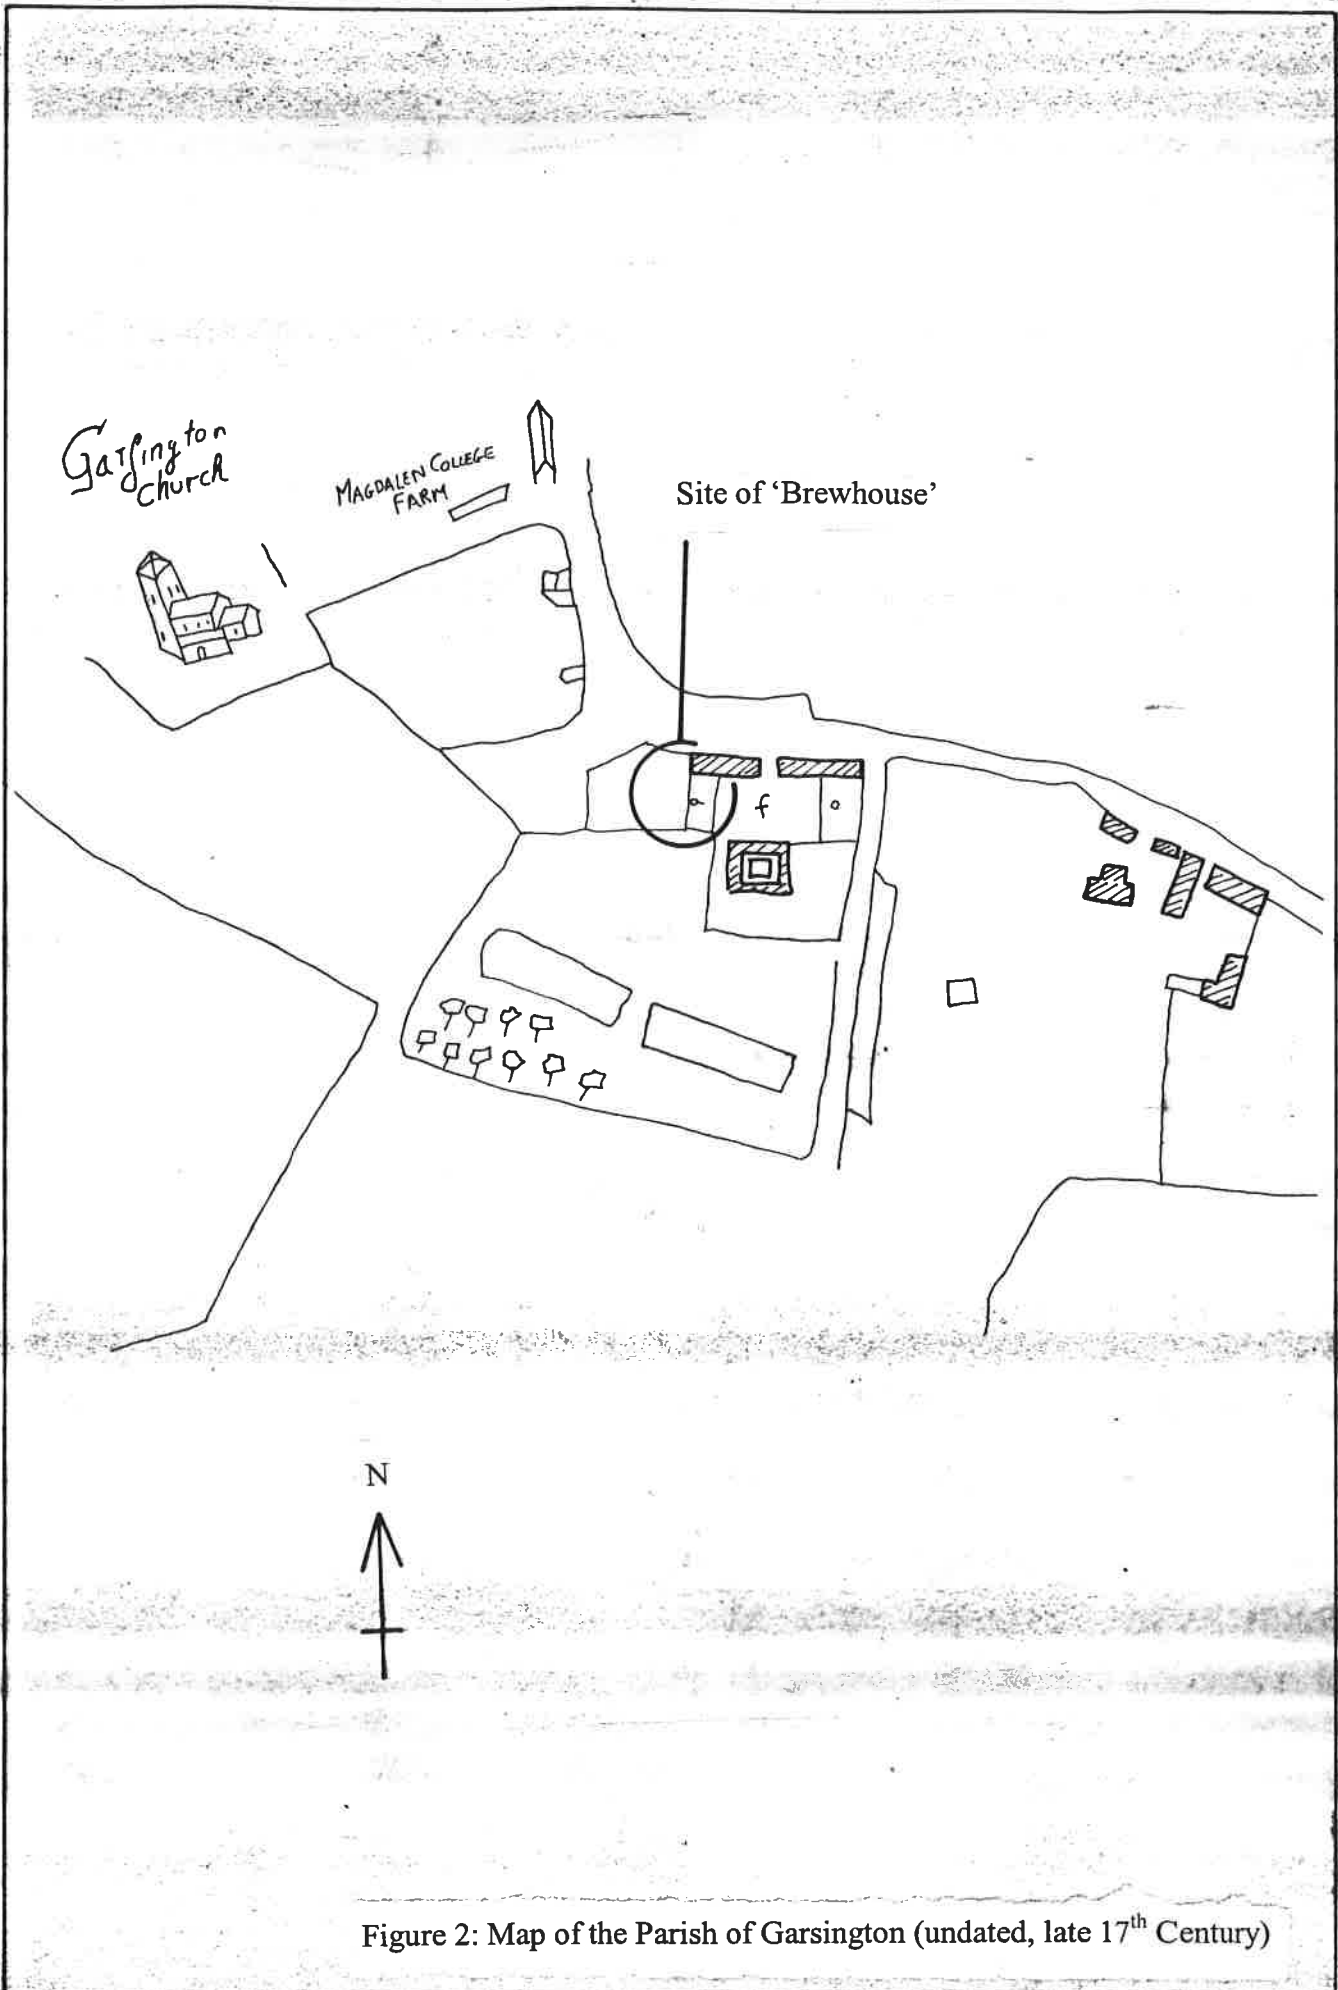 Garſington
Church
MAGDALEN COLLEGE
FARM
Site of ‘Brewhouse’
f
N
Figure 2: Map of the Parish of Garsington (undated, late 17th Century)